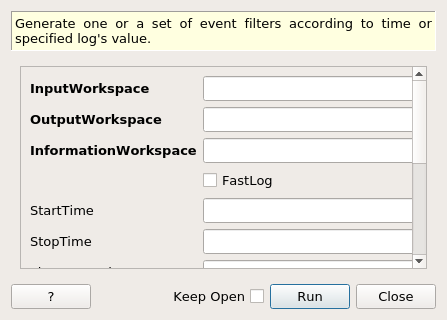 Generate one or a set of event filters according to time or
specified log's value.
InputWorkspace
OutputWorkspace
InformationWorkspace
FastLog
StartTime
StopTime
?
Keep Open
Run
Close